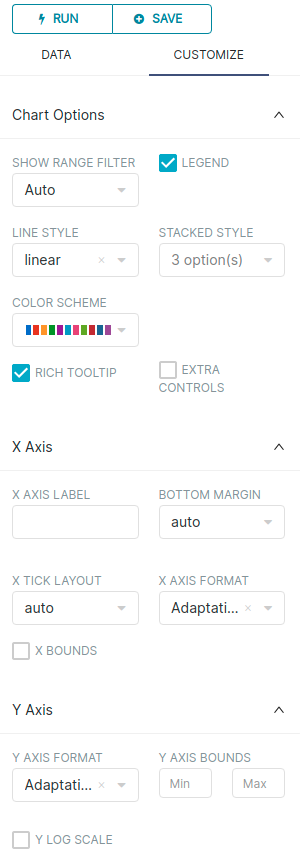 RUN
SAVE
DATA
CUSTOMIZE
Chart Options
SHOW RANGE FILTER
LEGEND
Auto
LINE STYLE
STACKED STYLE
linear
3 option(s)
COLOR SCHEME
RICH TOOLTIP
EXTRA
CONTROLS
X Axis
X AXIS LABEL
BOTTOM MARGIN
auto
X TICK LAYOUT
X AXIS FORMAT
auto
Adaptati...
X BOUNDS
Y Axis
Y AXIS FORMAT
Y AXIS BOUNDS
Adaptati...
Min
Max
Y LOG SCALE